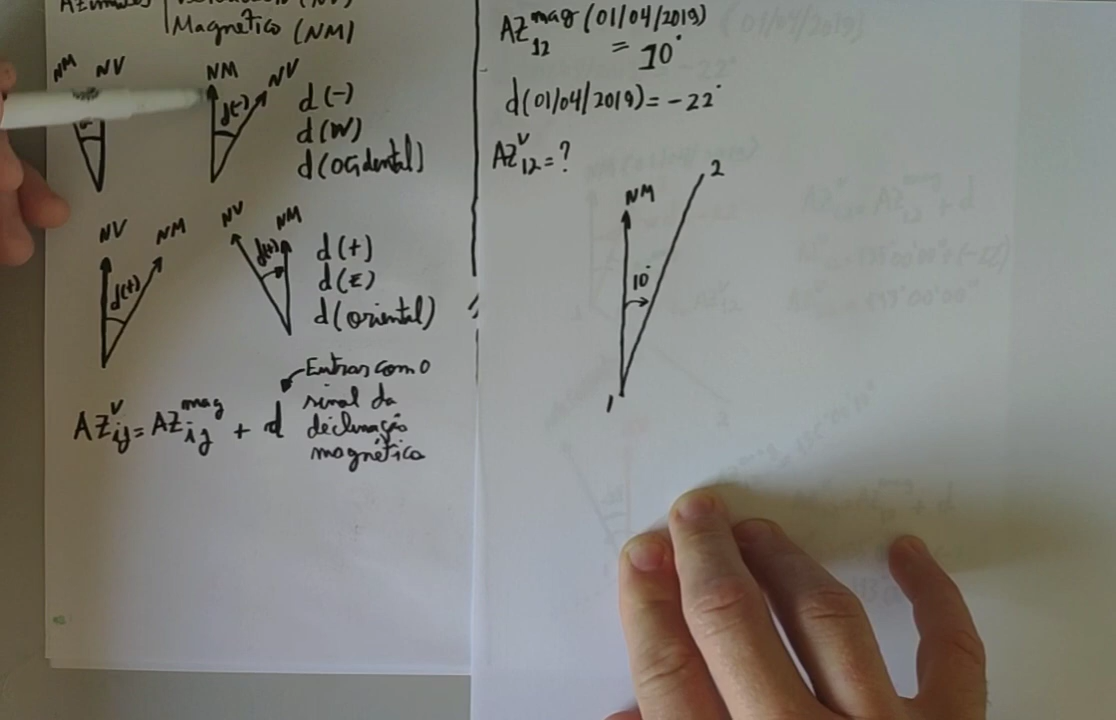 Magnético (NM)
NM NV
NM NV
d(-)
d(-)
d(W)
d(ocidental)
NV NM
d(+)
NV NM
d(+)
d(+)
d(E)
d(oriental)
AZ^v_ij = AZ^mag_ij + d
Entrar com o
sinal da
declinação
magnética
AZ^mag_12 (01/04/2019)
= 10°
d(01/04/2019) = -22°
AZ^v_12 = ?
NM
2
10°
1